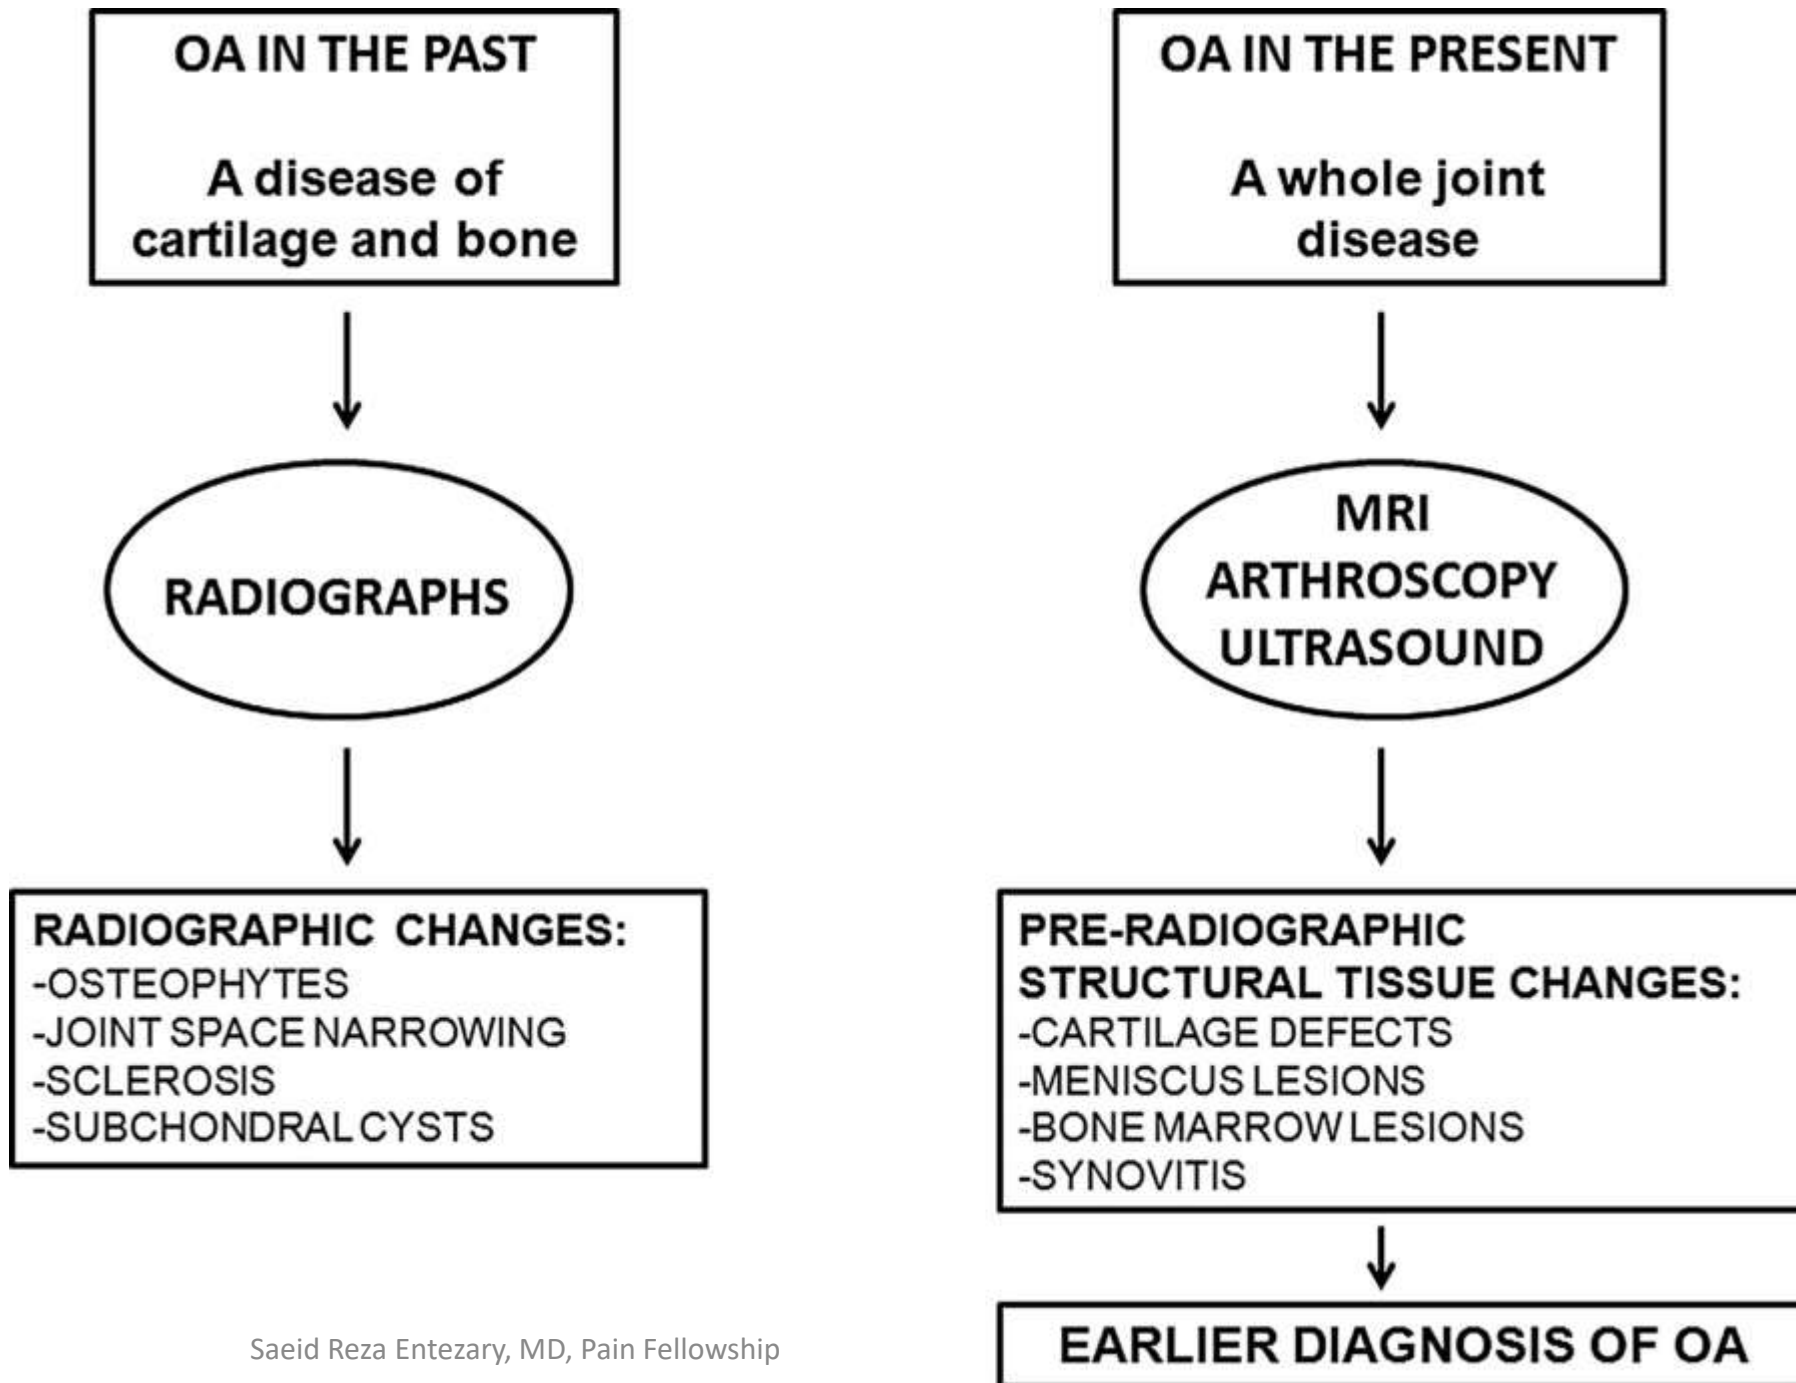 OA IN THE PAST
A disease of
cartilage and bone
RADIOGRAPHS
RADIOGRAPHIC CHANGES:
-OSTEOPHYTES
-JOINT SPACE NARROWING
-SCLEROSIS
-SUBCHONDRAL CYSTS
OA IN THE PRESENT
A whole joint
disease
MRI
ARTHROSCOPY
ULTRASOUND
PRE-RADIOGRAPHIC
STRUCTURAL TISSUE CHANGES:
-CARTILAGE DEFECTS
-MENISCUS LESIONS
-BONE MARROW LESIONS
-SYNOVITIS
EARLIER DIAGNOSIS OF OA
Saeid Reza Entezary, MD, Pain Fellowship